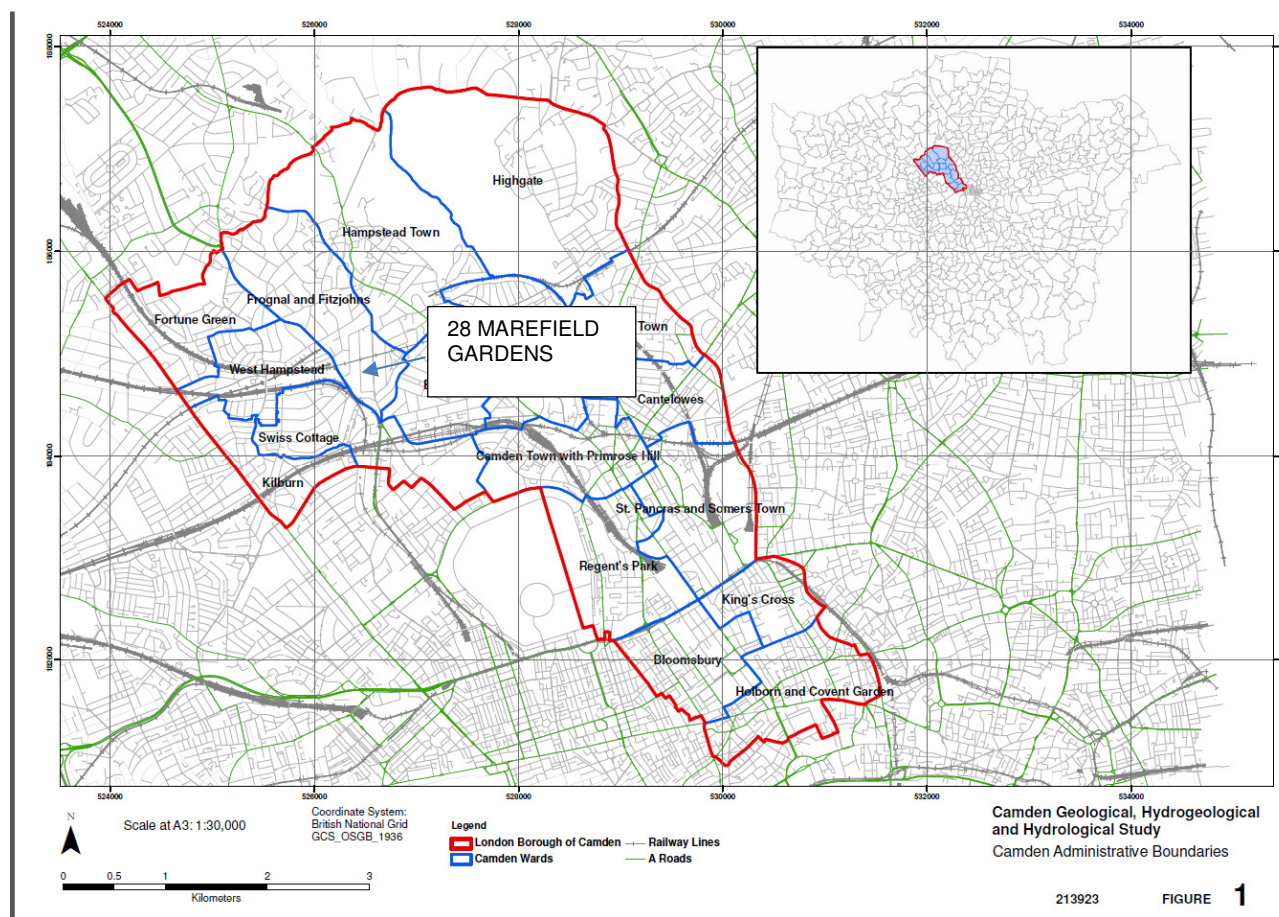 524000
526000
528000
530000
532000
534000
188000
186000
184000
182000
Highgate
Hampstead Town
Frognal and Fitzjohns
Fortune Green
28 MAREFIELD
GARDENS
Town
West Hampstead
Cantelowes
Swiss Cottage
Camden Town with Primrose Hill
Kilburn
St. Pancras and Somers Town
Regent's Park
King's Cross
Bloomsbury
Holborn and Covent Garden
524000
526000
528000
530000
532000
534000
N
Scale at A3: 1:30,000
Coordinate System:
British National Grid
GCS_OSGB_1936
Legend
London Borough of Camden
Railway Lines
Camden Wards
A Roads
0 0.5 1 2 3
Kilometers
Camden Geological, Hydrogeological
and Hydrological Study
Camden Administrative Boundaries
213923 FIGURE 1